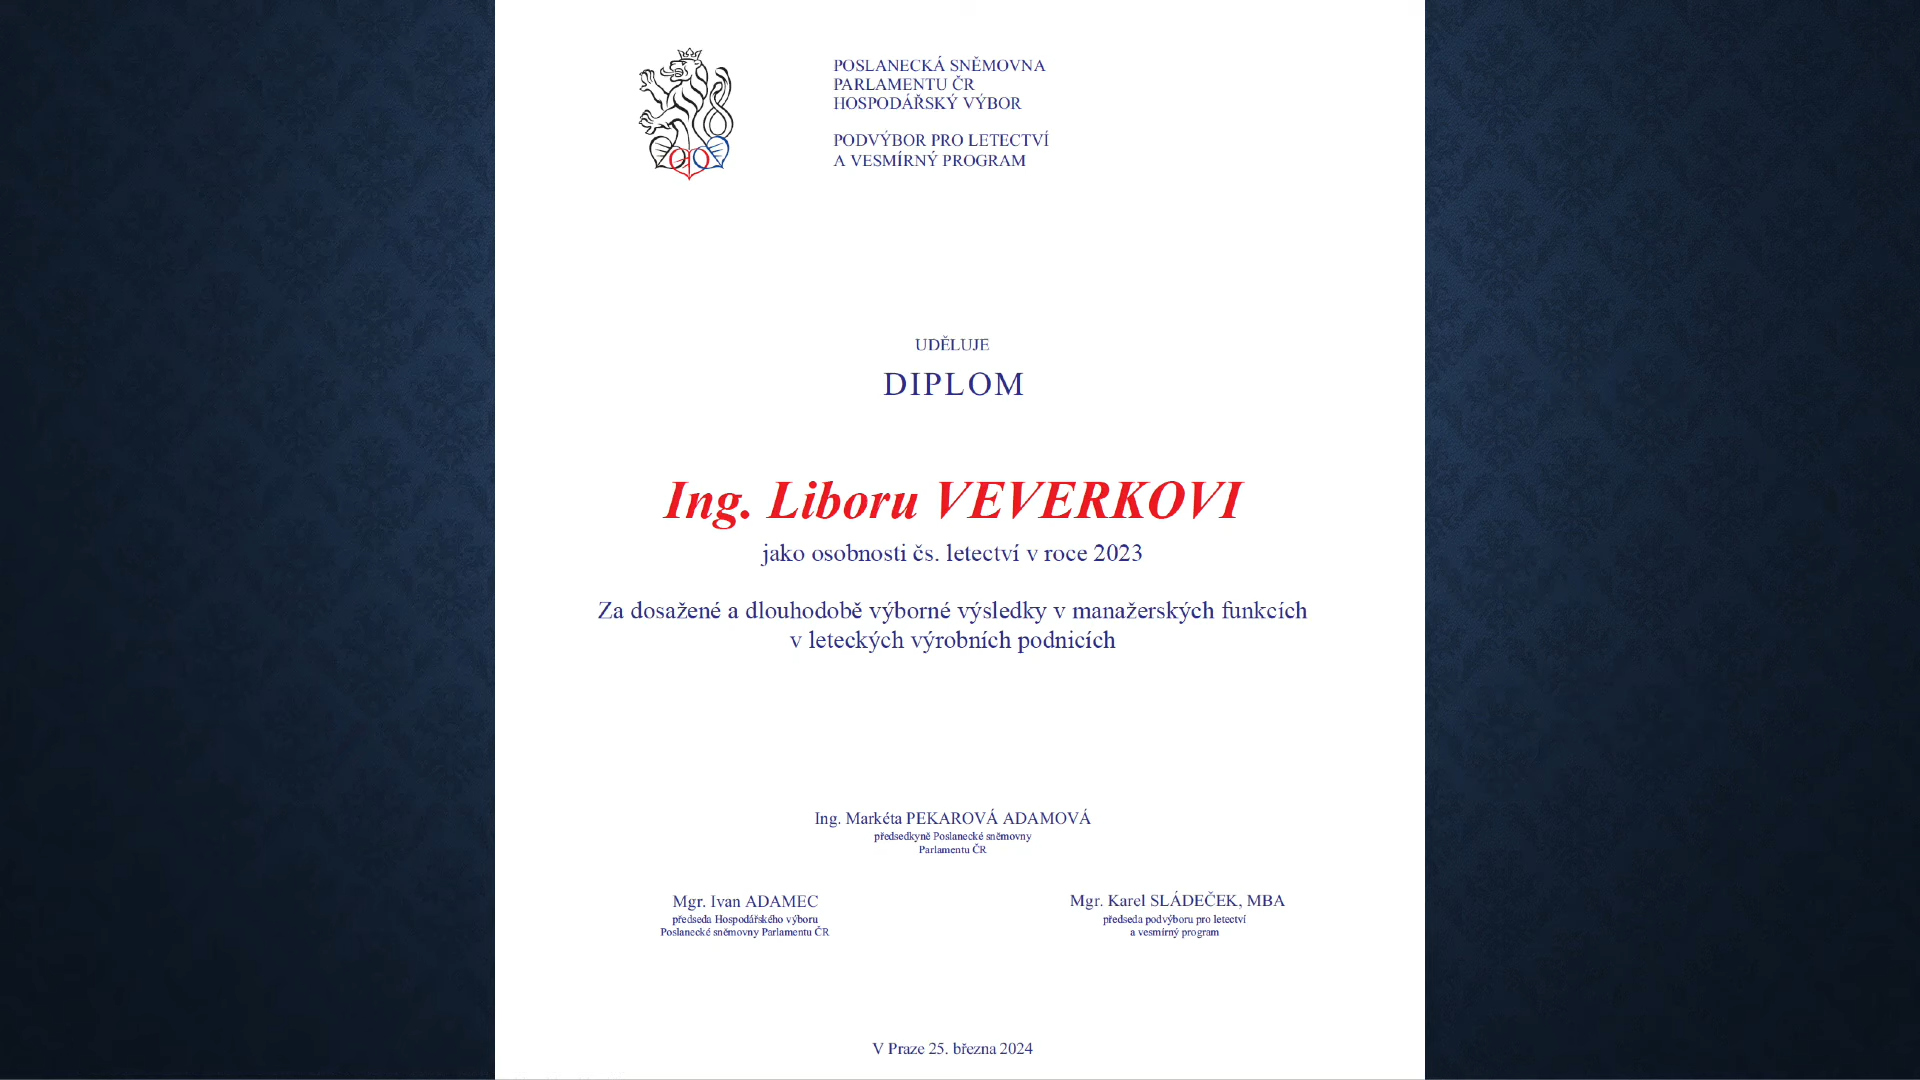 POSLANECKÁ SNĚMOVNA
PARLAMENTU ČR
HOSPODÁŘSKÝ VÝBOR
PODVÝBOR PRO LETECTVÍ
A VESMÍRNÝ PROGRAM
UDĚLUJE
DIPLOM
Ing. Liboru VEVERKOVI
jako osobnosti čs. letectví v roce 2023
Za dosažené a dlouhodobě výborné výsledky v manažerských funkcích
v leteckých výrobních podnicích
Ing. Markéta PEKAROVÁ ADAMOVÁ
předsedkyně Poslanecké sněmovny
Parlamentu ČR
Mgr. Ivan ADAMEC
předseda Hospodářského výboru
Poslanecké sněmovny Parlamentu ČR
Mgr. Karel SLÁDEČEK, MBA
předseda podvýboru pro letectví
a vesmírný program
V Praze 25. března 2024